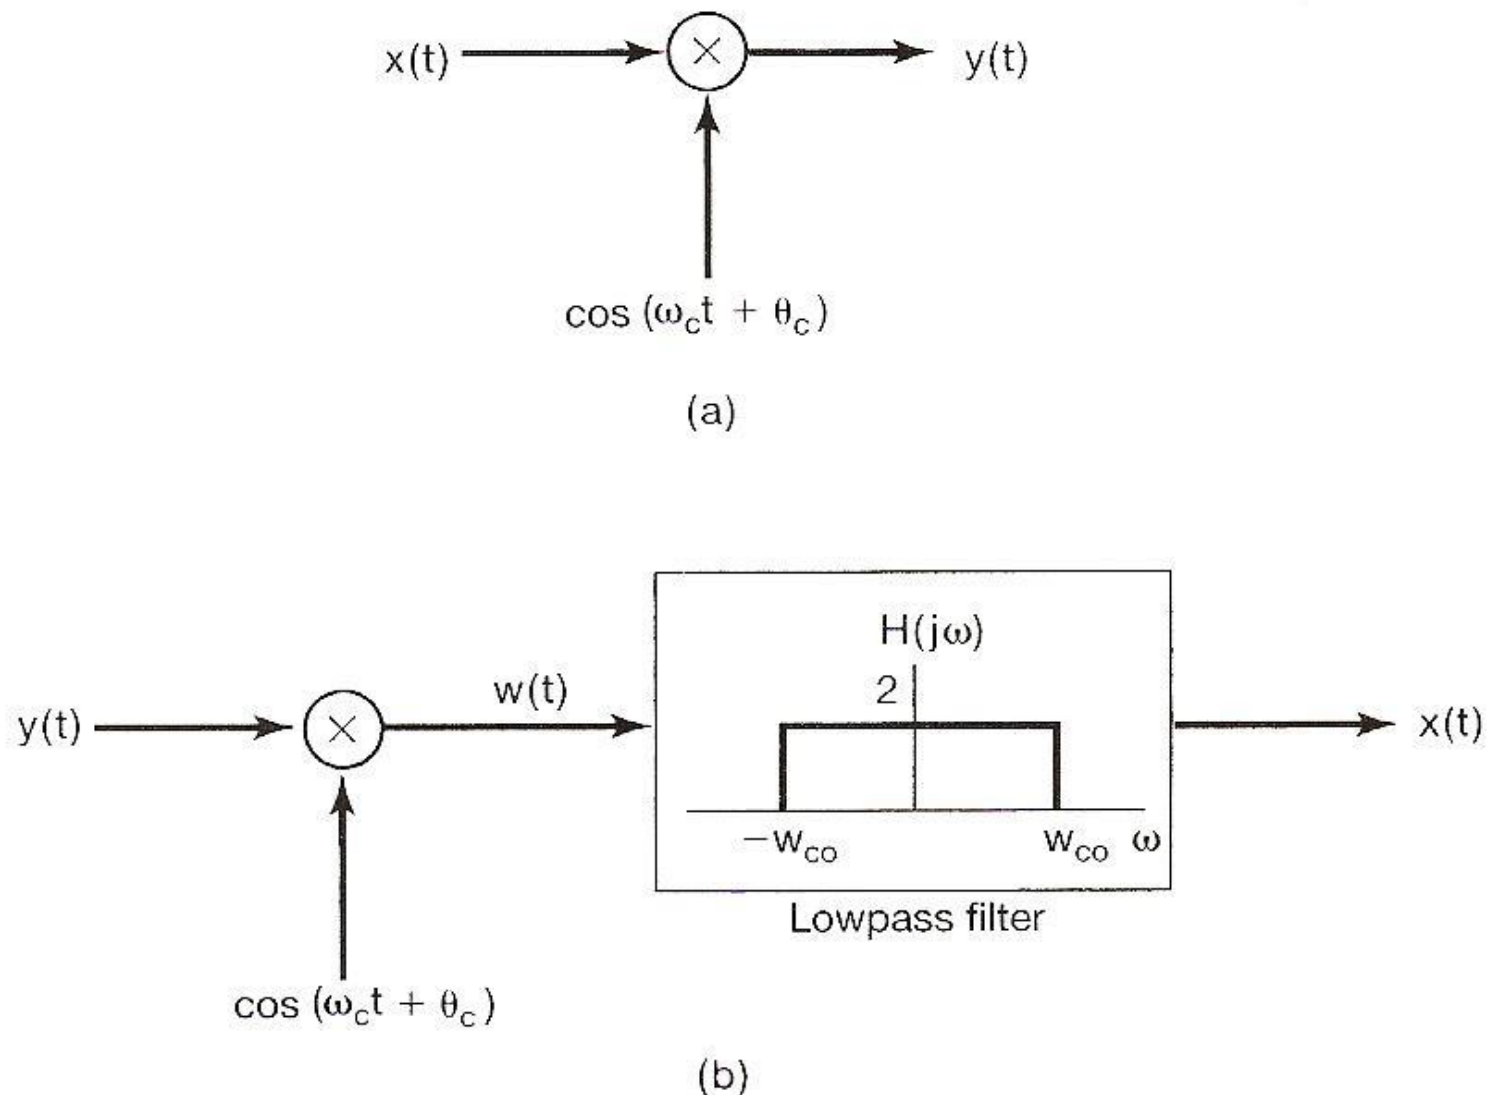 x(t) × y(t)
cos (ω_c t + θ_c)
(a)
H(jω)
2
y(t) × w(t) x(t)
−w_co w_co ω
Lowpass filter
cos (ω_c t + θ_c)
(b)